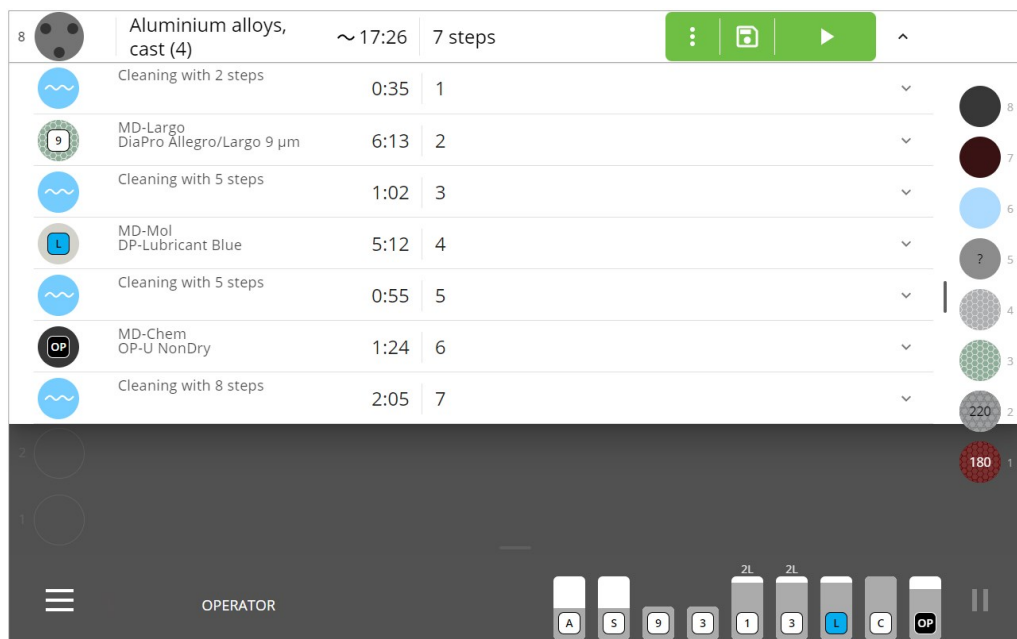 8
Aluminium alloys,
cast (4)
~ 17:26
7 steps
Cleaning with 2 steps
0:35
1
9
MD-Largo
DiaPro Allegro/Largo 9 µm
6:13
2
Cleaning with 5 steps
1:02
3
L
MD-Mol
DP-Lubricant Blue
5:12
4
Cleaning with 5 steps
0:55
5
OP
MD-Chem
OP-U NonDry
1:24
6
Cleaning with 8 steps
2:05
7
8
7
6
? 5
4
3
220 2
180 1
2
1
OPERATOR
2L 2L
A S 9 3 1 3 L C OP